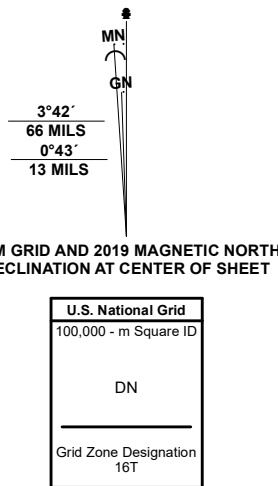 MN
GN
3°42´
66 MILS
0°43´
13 MILS
M GRID AND 2019 MAGNETIC NORTH
ECLINATION AT CENTER OF SHEET
U.S. National Grid
100,000 - m Square ID
DN
Grid Zone Designation
16T